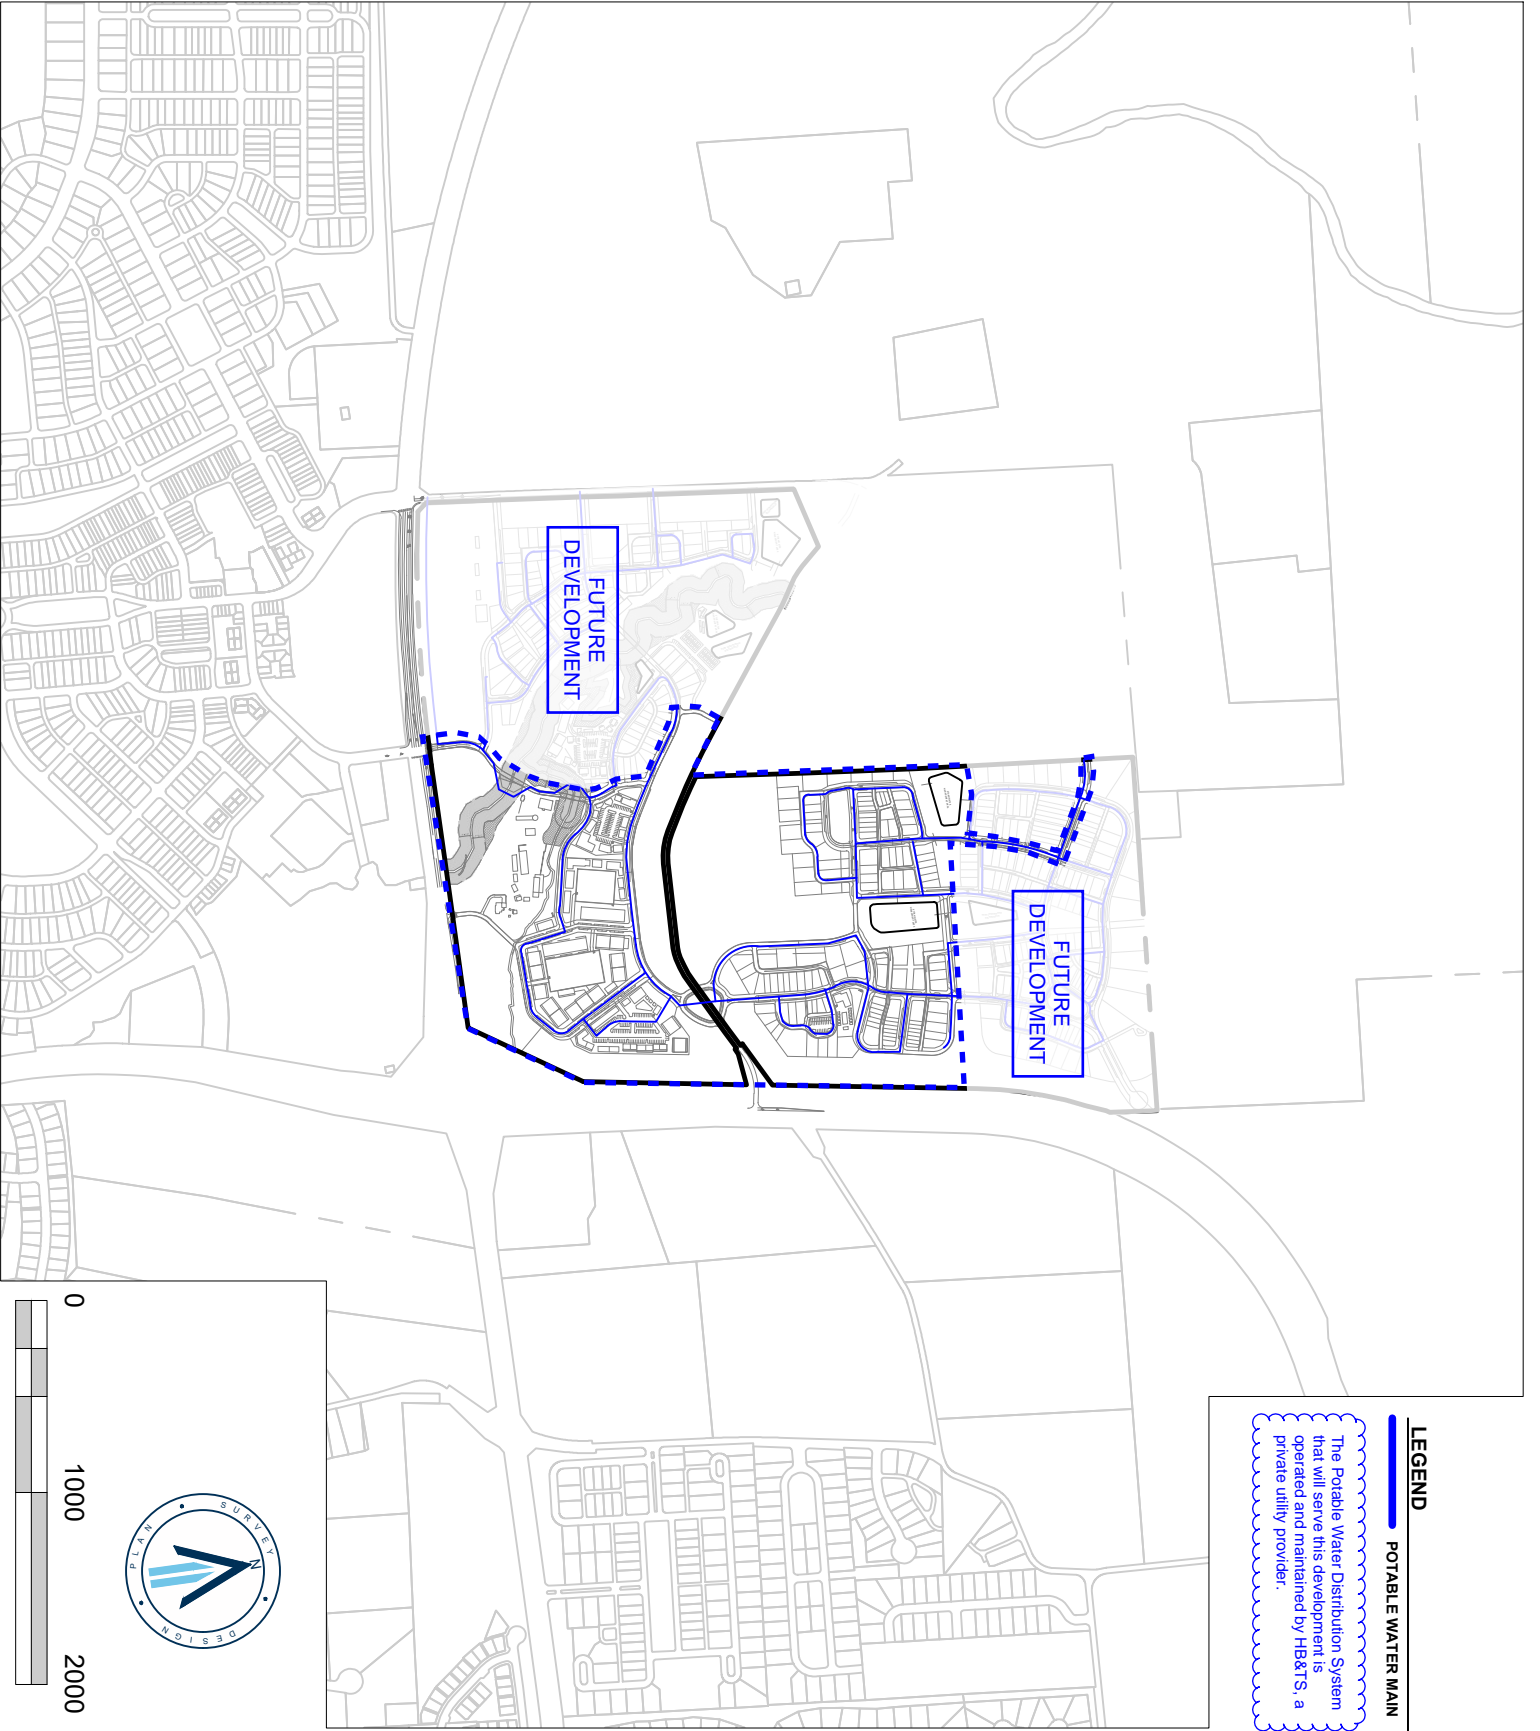 LEGEND
POTABLE WATER MAIN
The Potable Water Distribution System
that will serve this development is
operated and maintained by HB&TS, a
private utility provider.
FUTURE
DEVELOPMENT
FUTURE
DEVELOPMENT
0
1000
2000
N
PLAN • SURVEY • DESIGN •